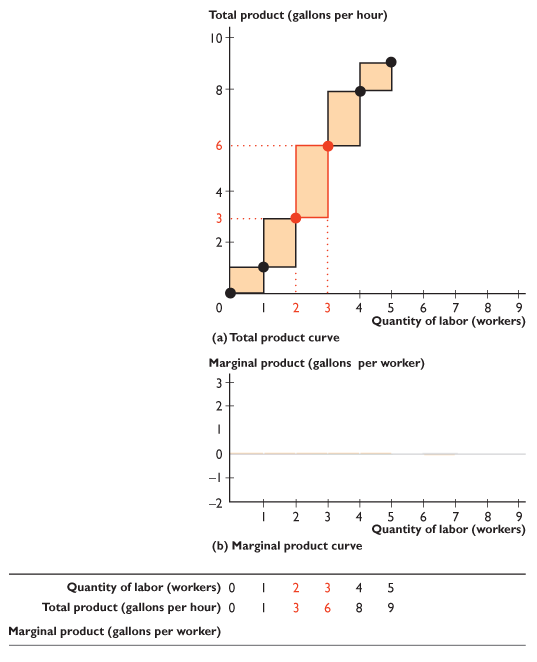 Total product (gallons per hour)
10
8
6
4
3
2
0 1 2 3 4 5 6 7 8 9
Quantity of labor (workers)
(a) Total product curve
Marginal product (gallons per worker)
3
2
1
0
–1
–2
1 2 3 4 5 6 7 8 9
Quantity of labor (workers)
(b) Marginal product curve
Quantity of labor (workers) 0 1 2 3 4 5
Total product (gallons per hour) 0 1 3 6 8 9
Marginal product (gallons per worker)